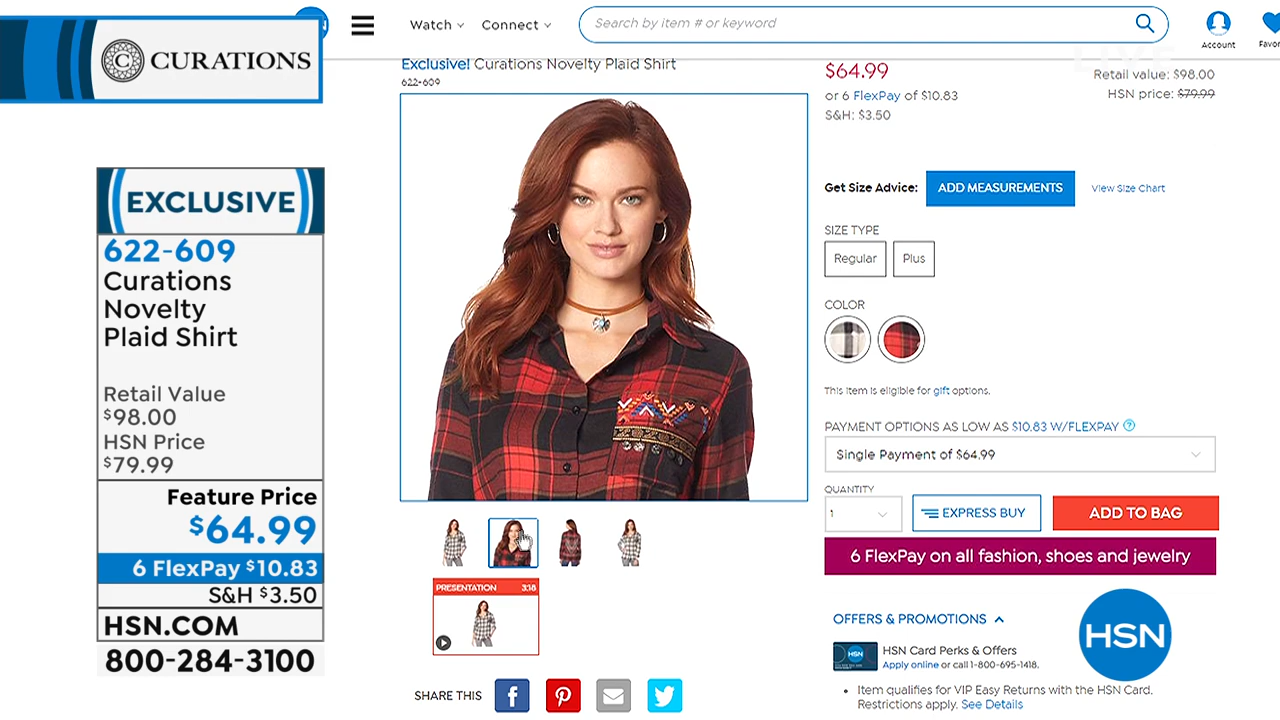 CURATIONS
C
EXCLUSIVE
622-609
Curations
Novelty
Plaid Shirt
Retail Value
$98.00
HSN Price
$79.99
Feature Price
$64.99
6 FlexPay $10.83
S&H $3.50
HSN.COM
800-284-3100
Watch
Connect
Search by item # or keyword
Account
LIVE
Exclusive! Curations Novelty Plaid Shirt
622-609
PRESENTATION 3:18
SHARE THIS
$64.99
Retail value: $98.00
or 6 FlexPay of $10.83
HSN price: $79.99
S&H: $3.50
Get Size Advice: ADD MEASUREMENTS View Size Chart
SIZE TYPE
Regular Plus
COLOR
This item is eligible for gift options.
PAYMENT OPTIONS AS LOW AS $10.83 W/FLEXPAY ?
Single Payment of $64.99
QUANTITY
1 EXPRESS BUY ADD TO BAG
6 FlexPay on all fashion, shoes and jewelry
OFFERS & PROMOTIONS
HSN
HSN Card Perks & Offers
HSN
Apply online or call 1-800-695-1418.
• Item qualifies for VIP Easy Returns with the HSN Card.
Restrictions apply. See Details